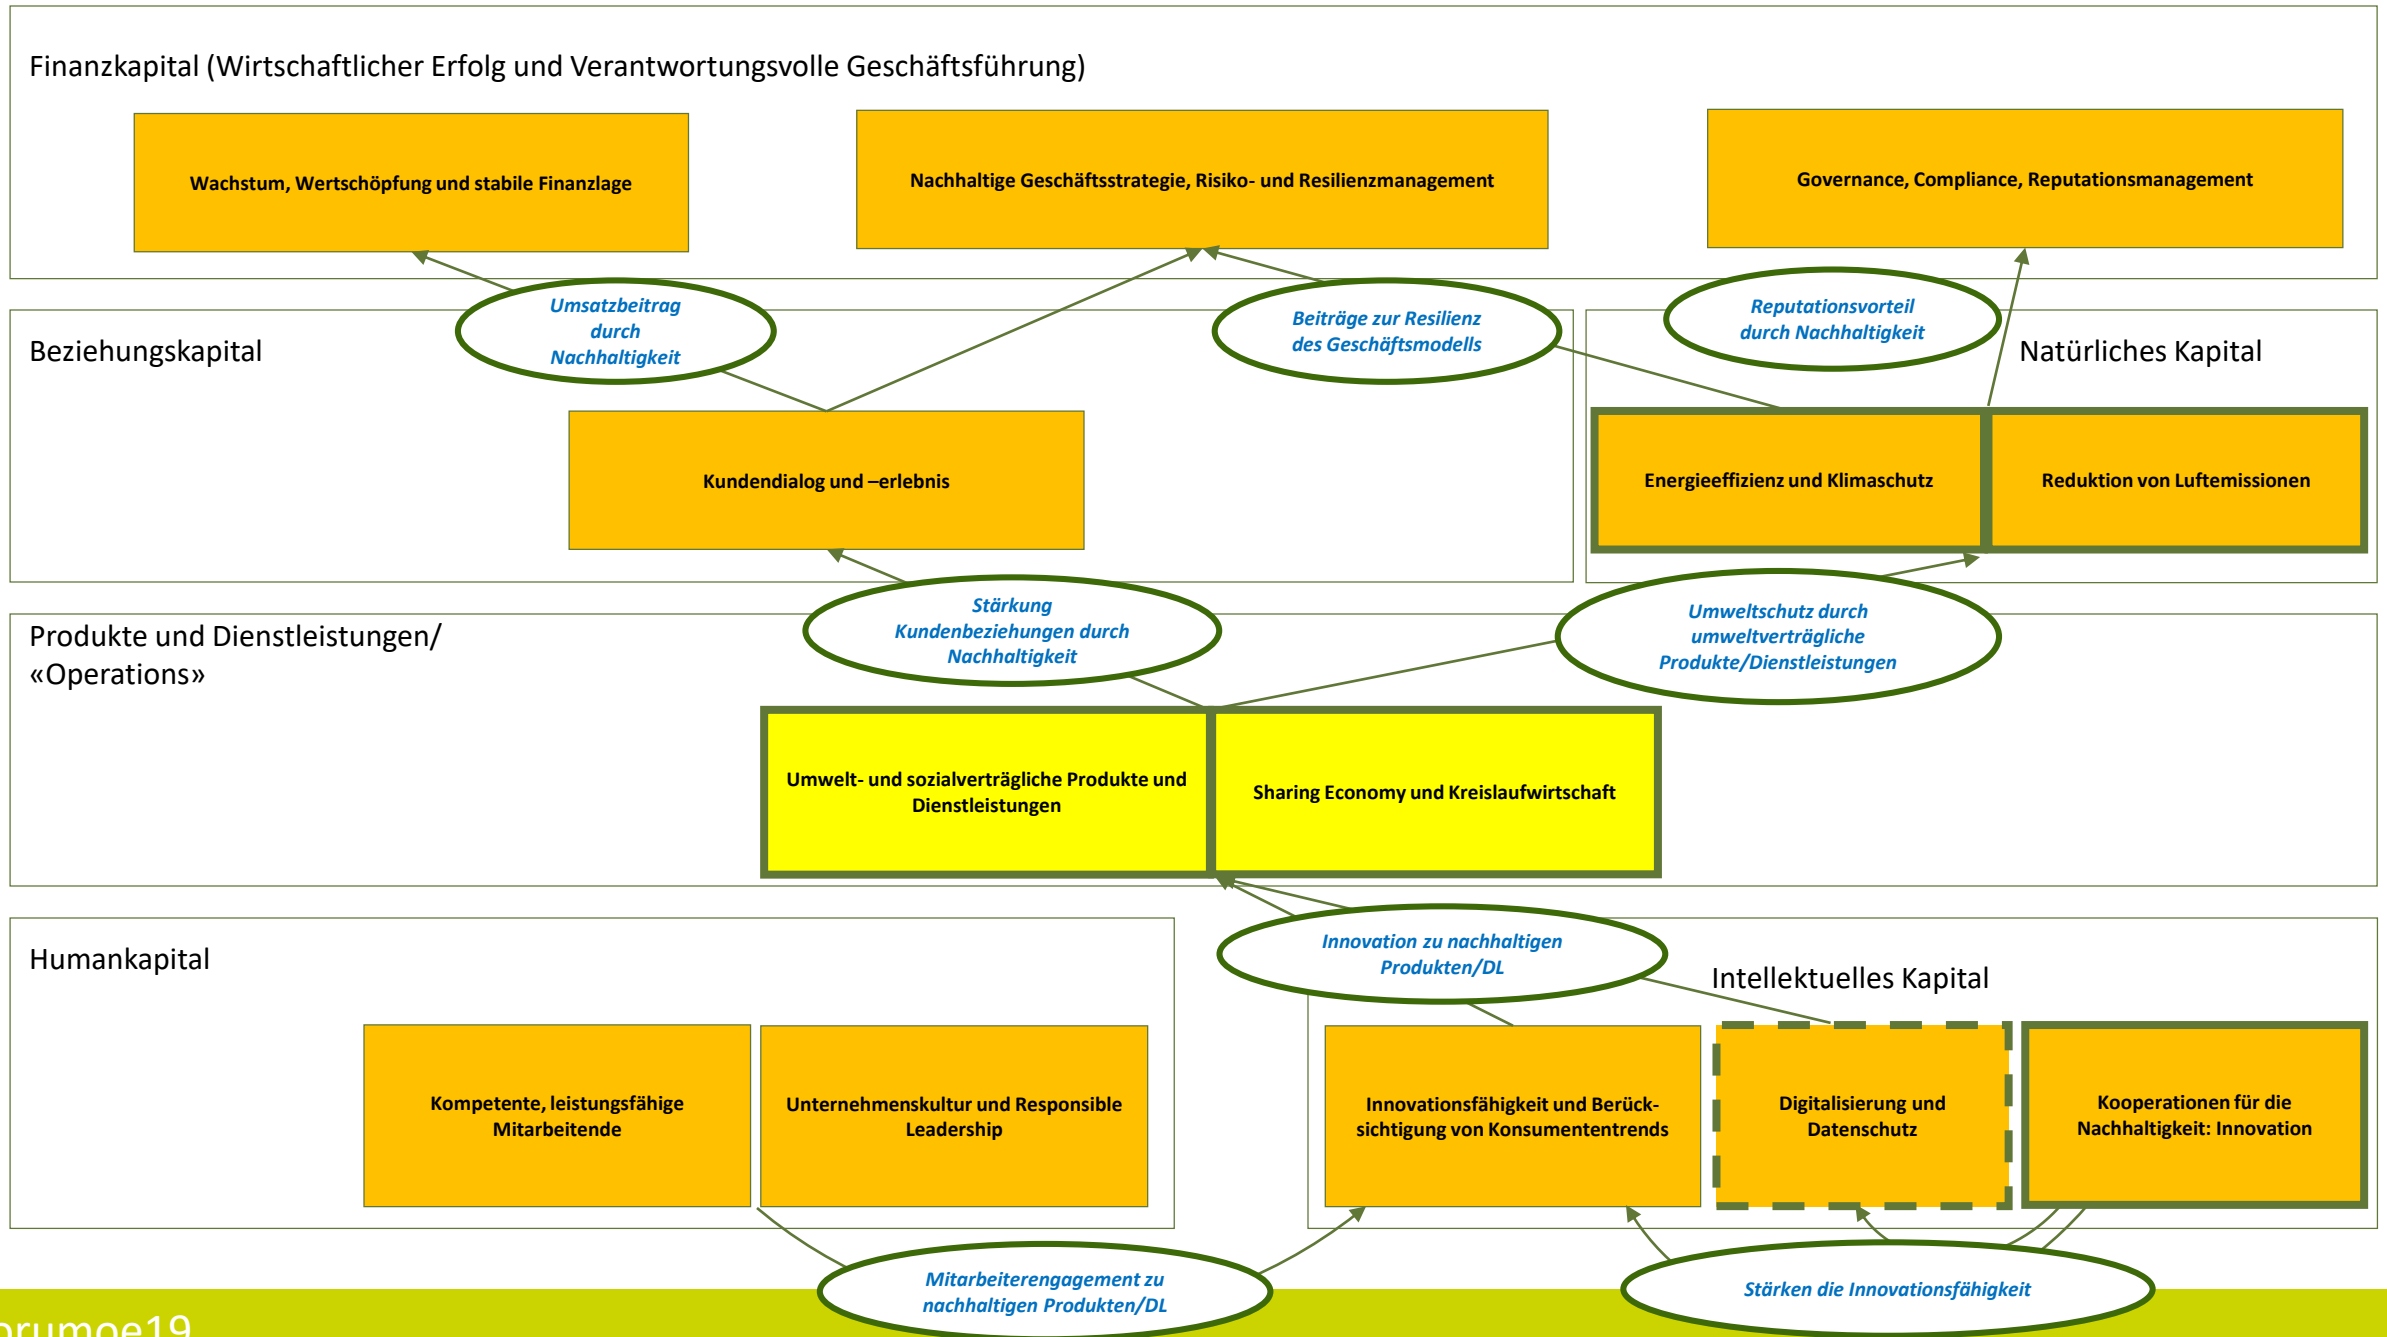 Finanzkapital (Wirtschaftlicher Erfolg und Verantwortungsvolle Geschäftsführung)
Wachstum, Wertschöpfung und stabile Finanzlage
Nachhaltige Geschäftsstrategie, Risiko- und Resilienzmanagement
Governance, Compliance, Reputationsmanagement
Umsatzbeitrag
durch
Nachhaltigkeit
Beiträge zur Resilienz
des Geschäftsmodells
Reputationsvorteil
durch Nachhaltigkeit
Beziehungskapital
Natürliches Kapital
Kundendialog und –erlebnis
Energieeffizienz und Klimaschutz
Reduktion von Luftemissionen
Stärkung
Kundenbeziehungen durch
Nachhaltigkeit
Umweltschutz durch
umweltverträgliche
Produkte/Dienstleistungen
Produkte und Dienstleistungen/
«Operations»
Umwelt- und sozialverträgliche Produkte und
Dienstleistungen
Sharing Economy und Kreislaufwirtschaft
Innovation zu nachhaltigen
Produkten/DL
Humankapital
Intellektuelles Kapital
Kompetente, leistungsfähige
Mitarbeitende
Unternehmenskultur und Responsible
Leadership
Innovationsfähigkeit und Berück-
sichtigung von Konsumententrends
Digitalisierung und
Datenschutz
Kooperationen für die
Nachhaltigkeit: Innovation
Mitarbeiterengagement zu
nachhaltigen Produkten/DL
Stärken die Innovationsfähigkeit
orumoe19